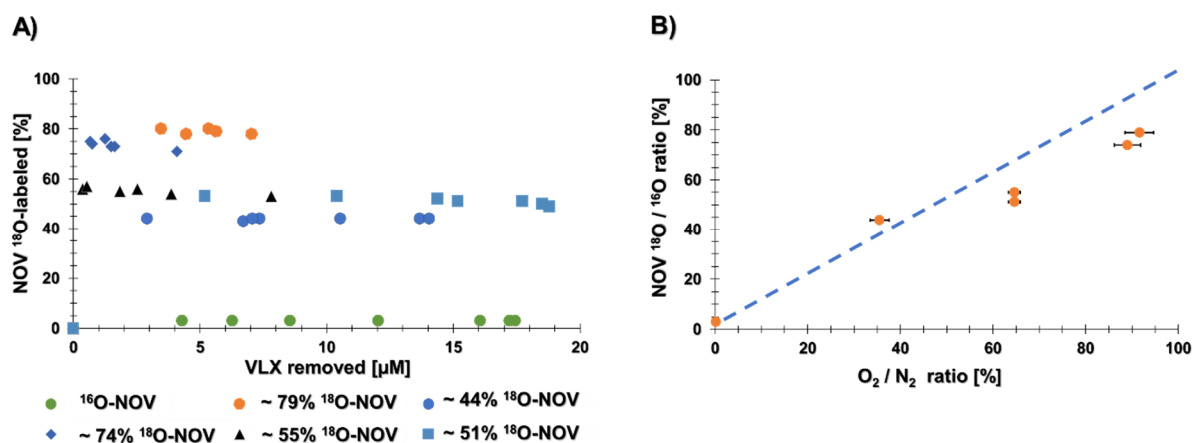 A)
NOV ¹⁸O-labeled [%]
100
80
60
40
20
0
0 5 10 15 20
VLX removed [µM]
¹⁶O-NOV ~ 79% ¹⁸O-NOV ~ 44% ¹⁸O-NOV
~ 74% ¹⁸O-NOV ~ 55% ¹⁸O-NOV ~ 51% ¹⁸O-NOV
B)
NOV ¹⁸O / ¹⁶O ratio [%]
100
80
60
40
20
0
0 20 40 60 80 100
O₂ / N₂ ratio [%]